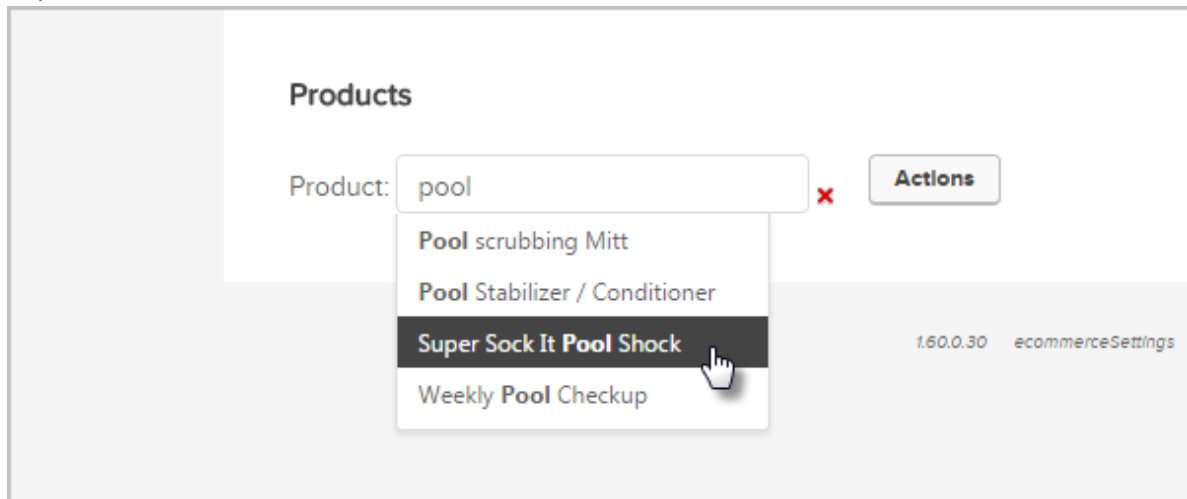 Products
Product: pool Actions
Pool scrubbing Mitt
Pool Stabilizer / Conditioner
Super Sock It Pool Shock
1.60.0.30 ecommerceSettings
Weekly Pool Checkup